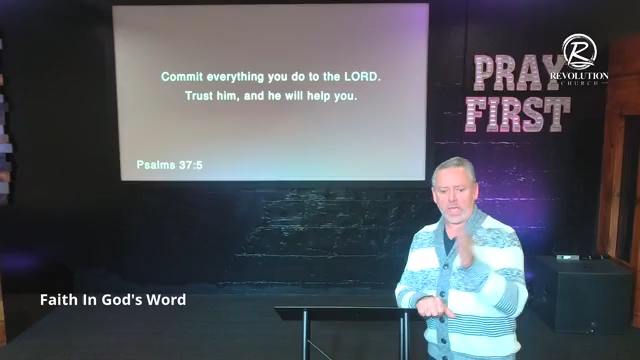 Commit everything you do to the LORD.
Trust him, and he will help you.
Psalms 37:5
PRAY
FIRST
R
REVOLUTION
CHURCH
Faith In God's Word